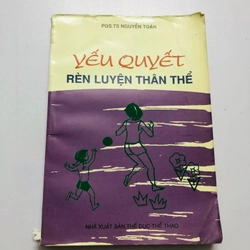 PGS.TS NGUYỄN TOÁN
YẾU QUYẾT
RÈN LUYỆN THÂN THỂ
NHÀ XUẤT BẢN THỂ DỤC THỂ THAO